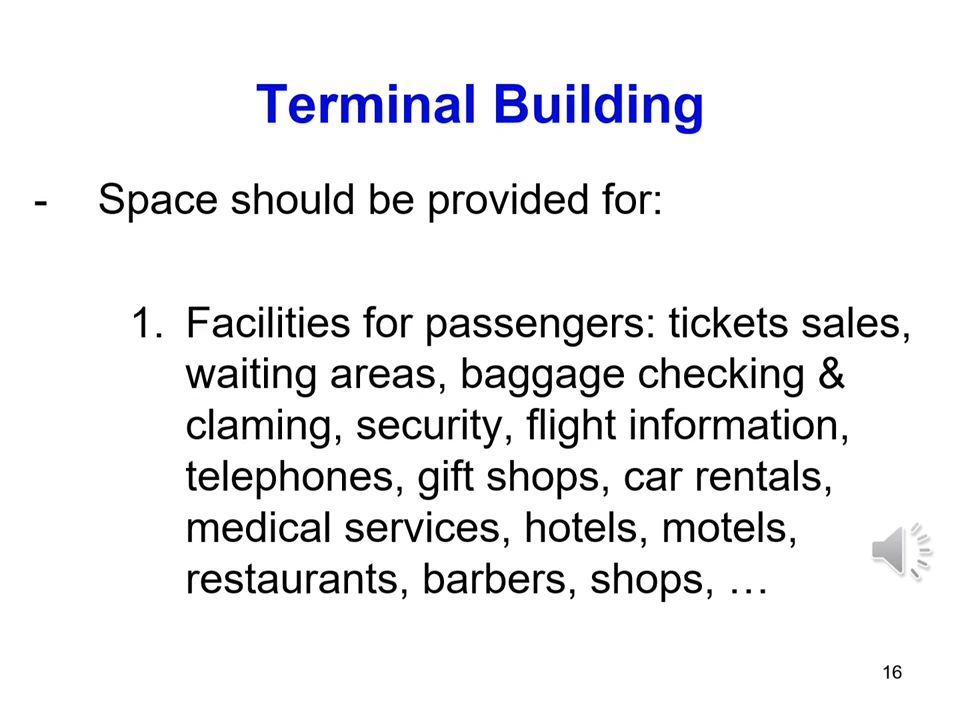 Terminal Building
- Space should be provided for:
1. Facilities for passengers: tickets sales,
waiting areas, baggage checking &
claming, security, flight information,
telephones, gift shops, car rentals,
medical services, hotels, motels,
restaurants, barbers, shops, …
16